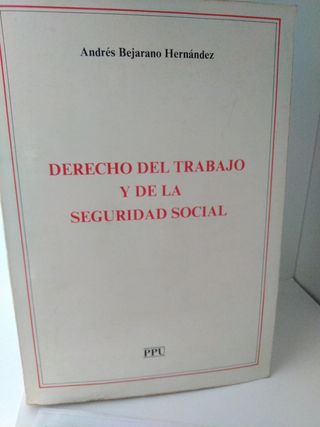 Andrés Bejarano Hernández
DERECHO DEL TRABAJO
Y DE LA
SEGURIDAD SOCIAL
PPU